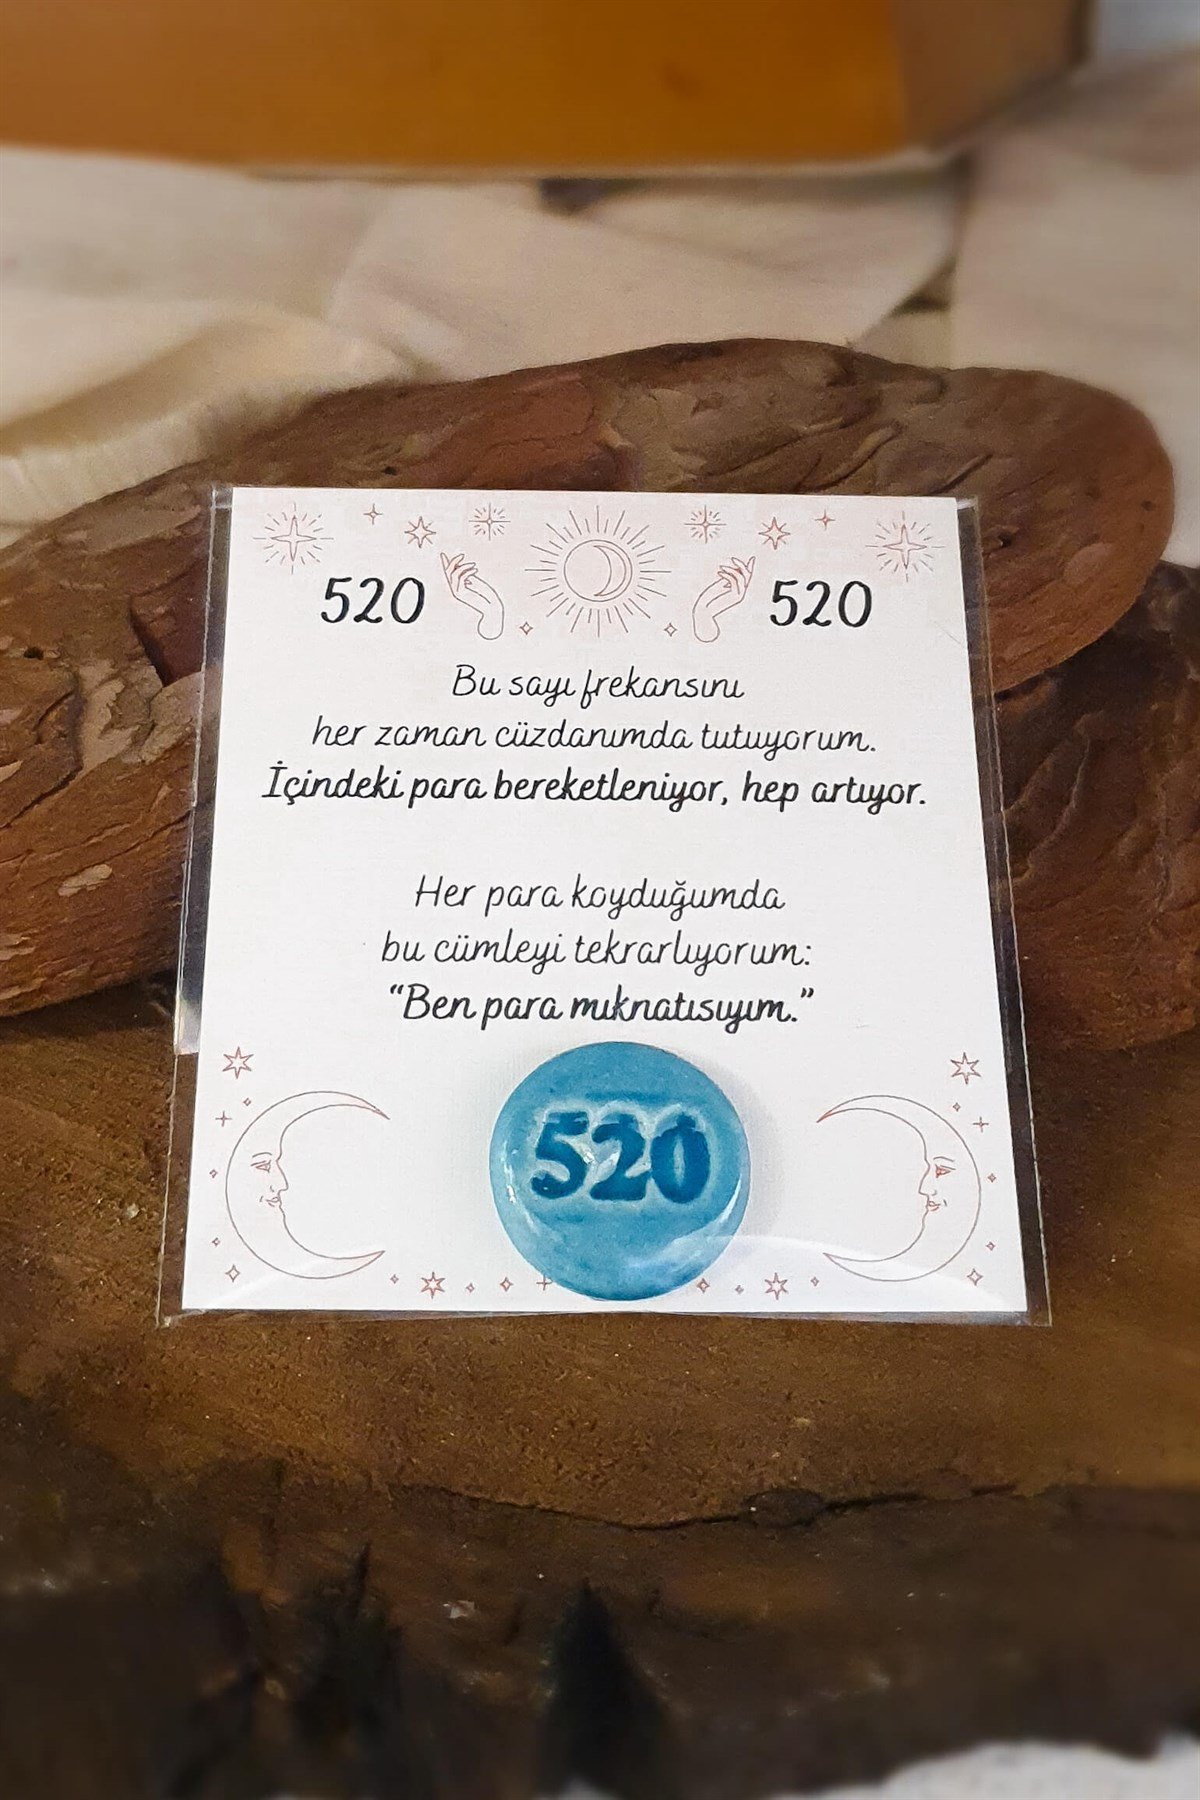 520 520
Bu sayı frekansını
her zaman cüzdanımda tutuyorum.
İçindeki para bereketleniyor, hep artıyor.
Her para koyduğumda
bu cümleyi tekrarlıyorum:
“Ben para mıknatısıyım.”
520